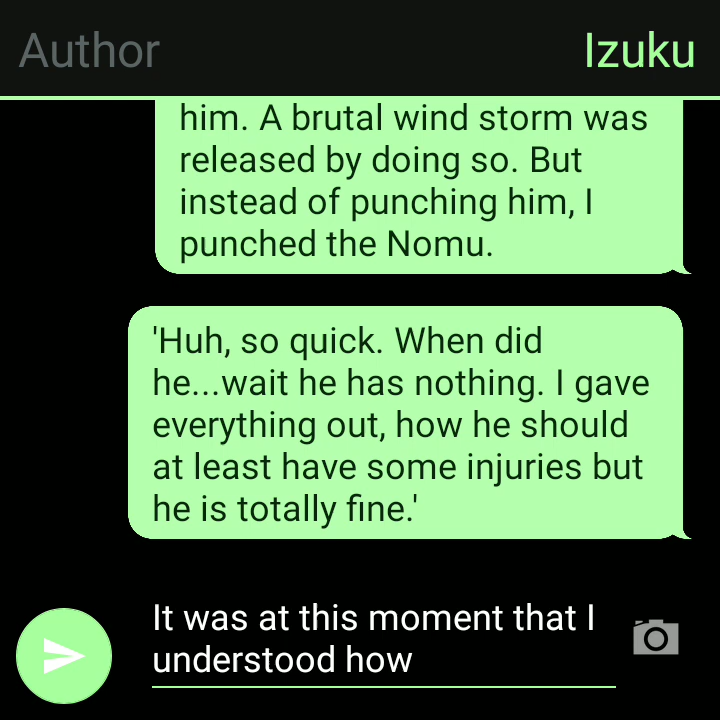 Author Izuku
him. A brutal wind storm was
released by doing so. But
instead of punching him, I
punched the Nomu.
'Huh, so quick. When did
he...wait he has nothing. I gave
everything out, how he should
at least have some injuries but
he is totally fine.'
It was at this moment that I
understood how